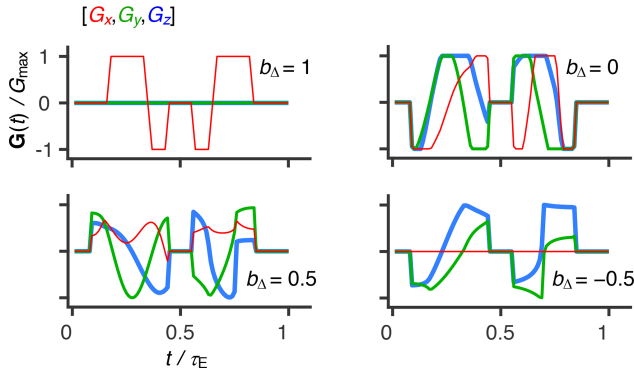 [Gx,Gy,Gz]
G(t) / Gmax
1
0
-1
bΔ = 1
bΔ = 0
bΔ = 0.5
bΔ = −0.5
0 0.5 1
0 0.5 1
t / τE